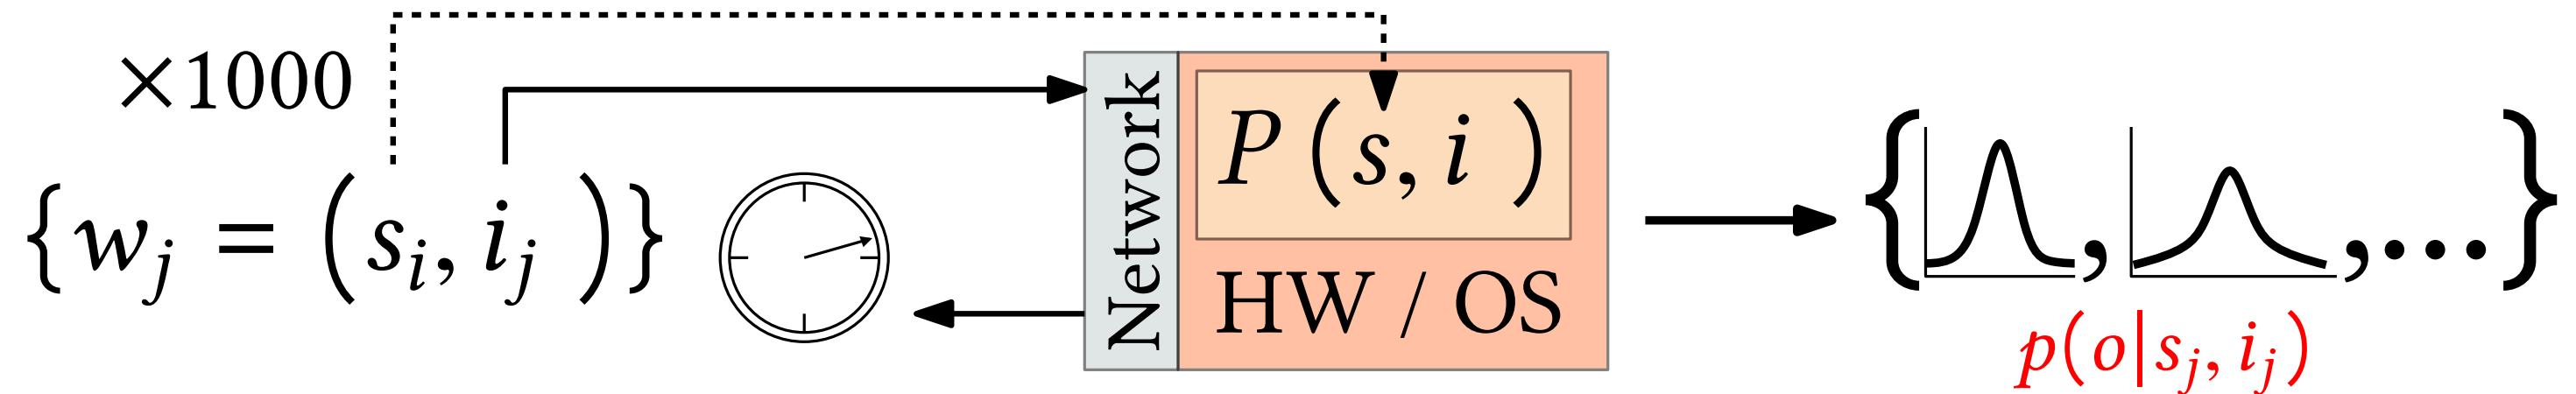 ×1000
{w_j = (s_i, i_j )}
Network
P (s, i )
HW / OS
{ , ,....}
p(o|s_j, i_j)